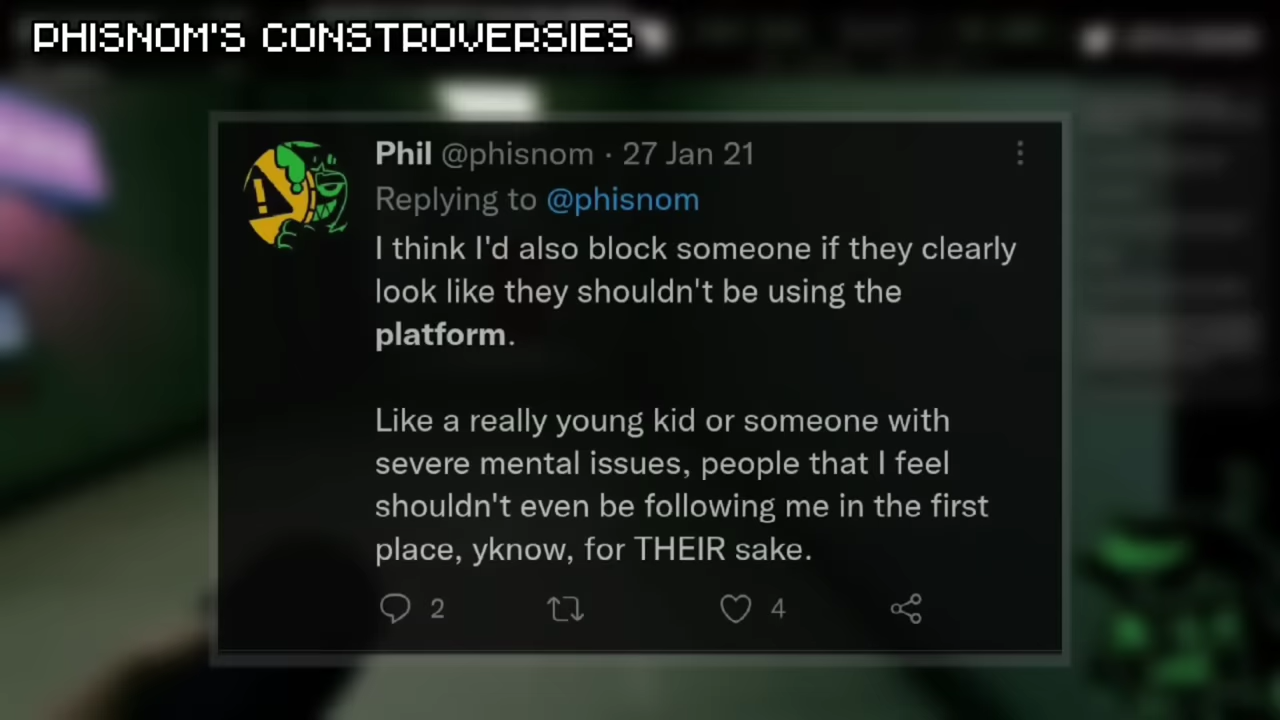 PHISNOM'S CONSTROVERSIES
Phil @phisnom · 27 Jan 21
Replying to @phisnom
I think I'd also block someone if they clearly
look like they shouldn't be using the
platform.
Like a really young kid or someone with
severe mental issues, people that I feel
shouldn't even be following me in the first
place, yknow, for THEIR sake.
2 4